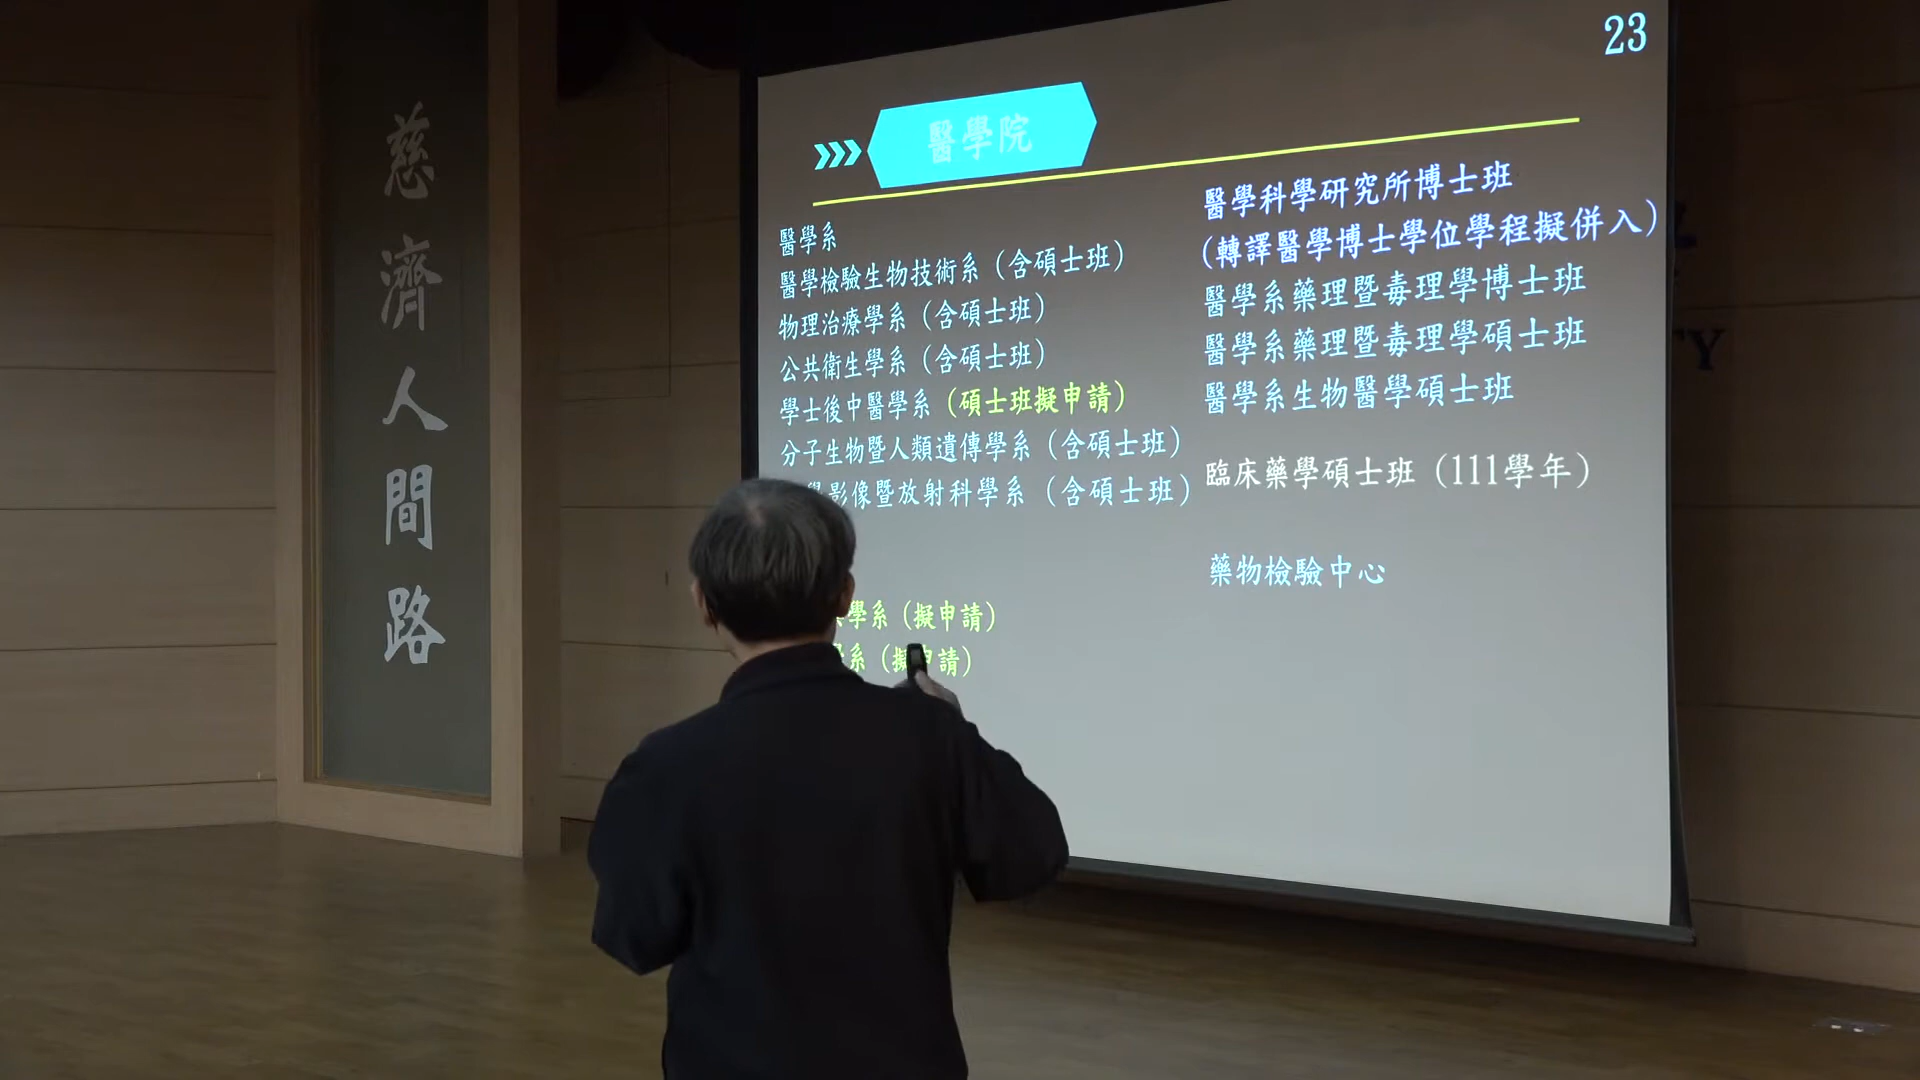 慈濟人間路
23
醫學院
醫學系
醫學檢驗生物技術系（含碩士班）
物理治療學系（含碩士班）
公共衛生學系（含碩士班）
學士後中醫學系（碩士班擬申請）
分子生物暨人類遺傳學系（含碩士班）
影像暨放射科學系（含碩士班）
學系（擬申請）
系（擬申請）
醫學科學研究所博士班
（轉譯醫學博士學位學程擬併入）
醫學系藥理暨毒理學博士班
醫學系藥理暨毒理學碩士班
醫學系生物醫學碩士班
臨床藥學碩士班（111學年）
藥物檢驗中心
TY